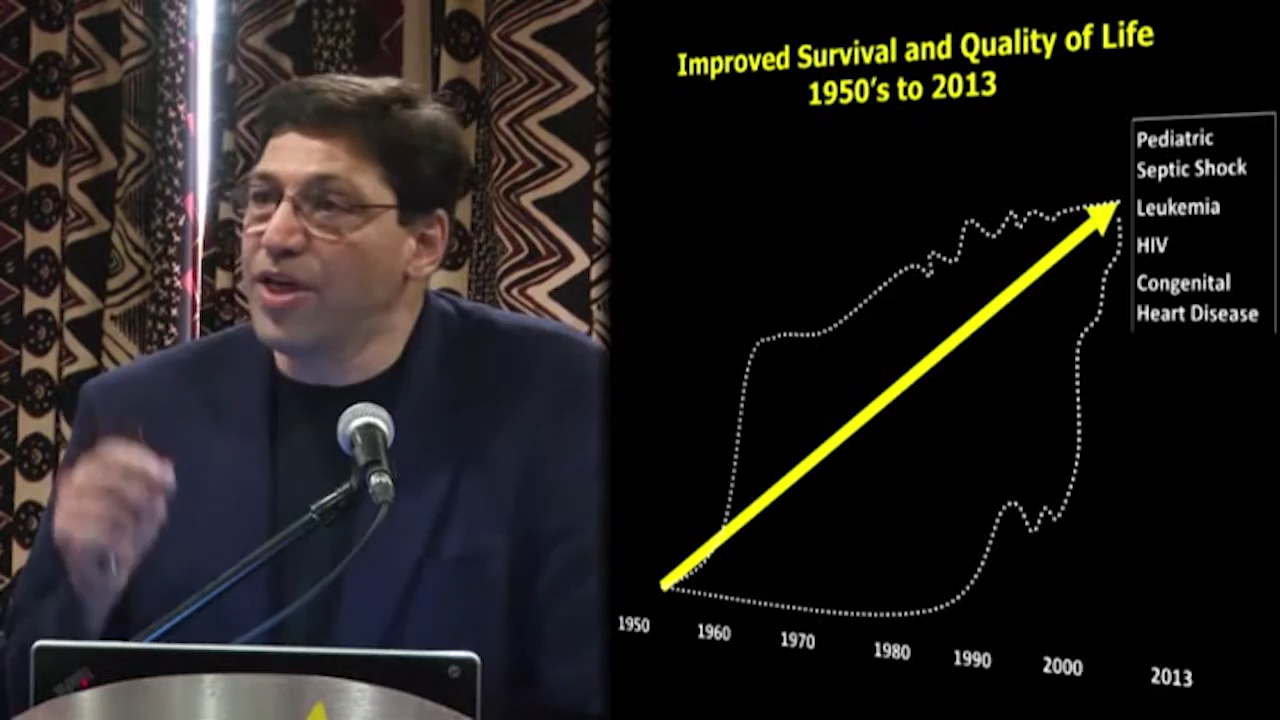 Improved Survival and Quality of Life
1950's to 2013
Pediatric
Septic Shock
Leukemia
HIV
Congenital
Heart Disease
1950
1960
1970
1980
1990
2000
2013